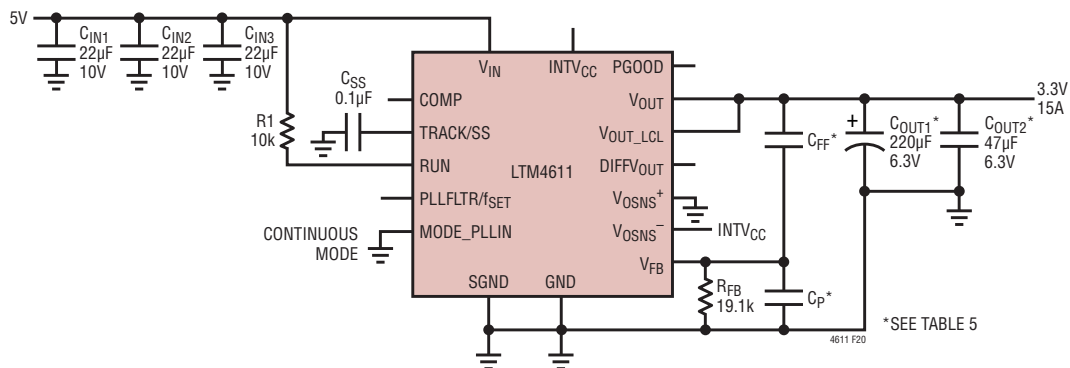 5V
CIN1
22µF
10V
CIN2
22µF
10V
CIN3
22µF
10V
R1
10k
CSS
0.1µF
CONTINUOUS
MODE
VIN
INTVCC
PGOOD
COMP
TRACK/SS
RUN
PLLFLTR/fSET
MODE_PLLIN
SGND
GND
LTM4611
VOUT
VOUT_LCL
DIFFVOUT
VOSNS+
VOSNS–
VFB
INTVCC
RFB
19.1k
CFF*
CP*
COUT1*
220µF
6.3V
+
COUT2*
47µF
6.3V
3.3V
15A
*SEE TABLE 5
4611 F20